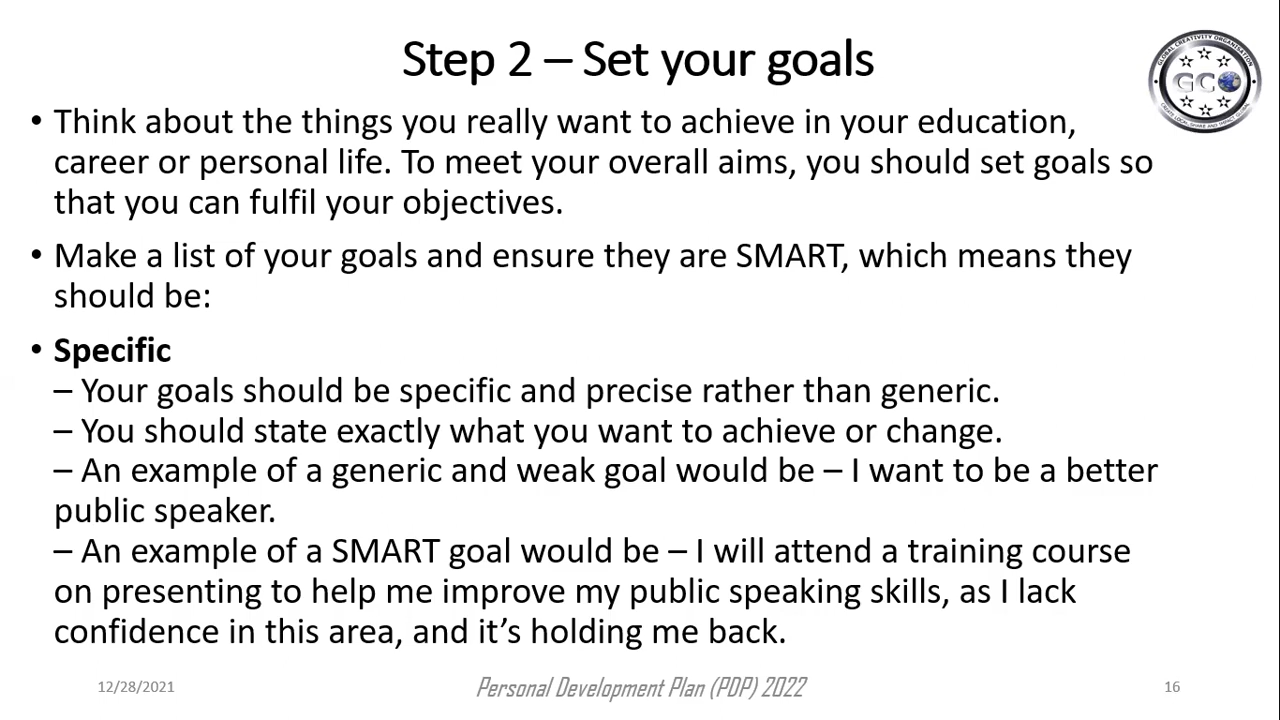 Step 2 – Set your goals
GLOBAL CREATIVITY ORGANISATION
GCO
• Think about the things you really want to achieve in your education,
career or personal life. To meet your overall aims, you should set goals so
that you can fulfil your objectives.
• Make a list of your goals and ensure they are SMART, which means they
should be:
• Specific
– Your goals should be specific and precise rather than generic.
– You should state exactly what you want to achieve or change.
– An example of a generic and weak goal would be – I want to be a better
public speaker.
– An example of a SMART goal would be – I will attend a training course
on presenting to help me improve my public speaking skills, as I lack
confidence in this area, and it’s holding me back.
12/28/2021
Personal Development Plan (PDP) 2022
16